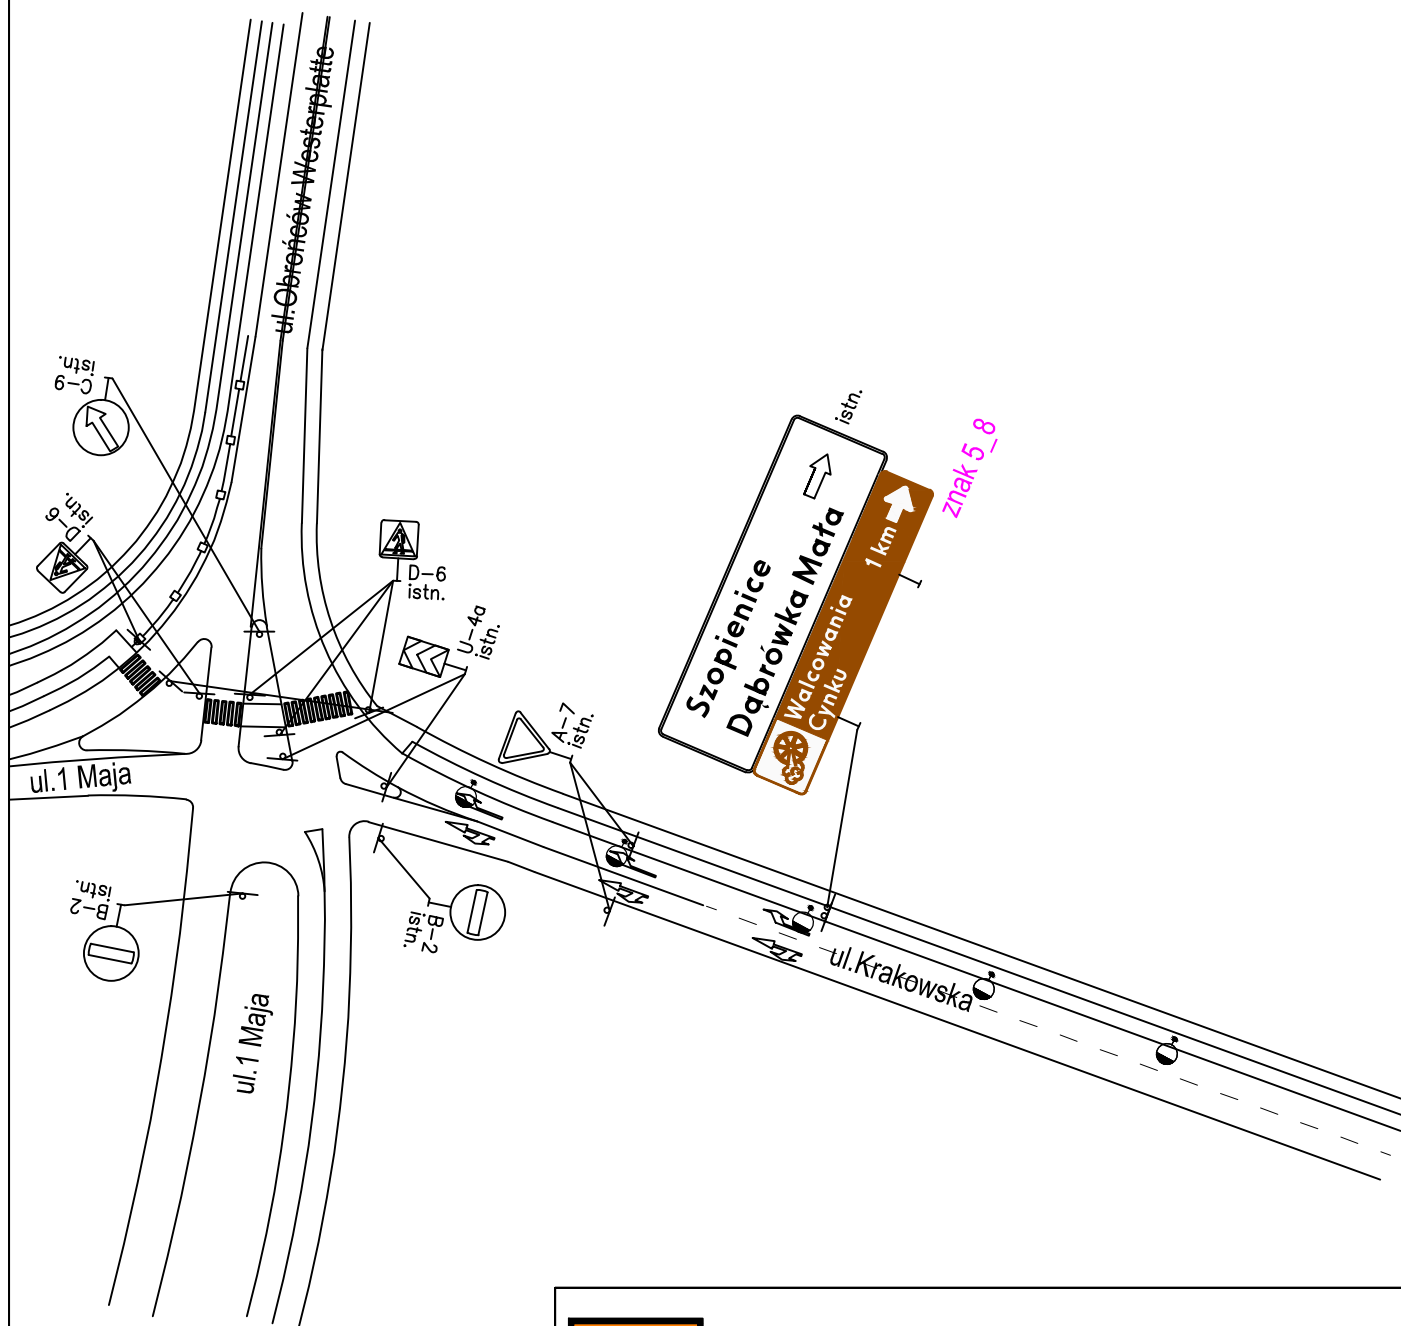 ul.Obrońców Westerplatte
C-9
istn.
D-6
istn.
D-6
istn.
U-4a
istn.
A-7
istn.
istn.
Szopienice
Dąbrówka Mała
Walcowania
Cynku
1 km
znak 5_8
ul.1 Maja
B-2
istn.
B-2
istn.
ul.Krakowska
ul.1 Maja